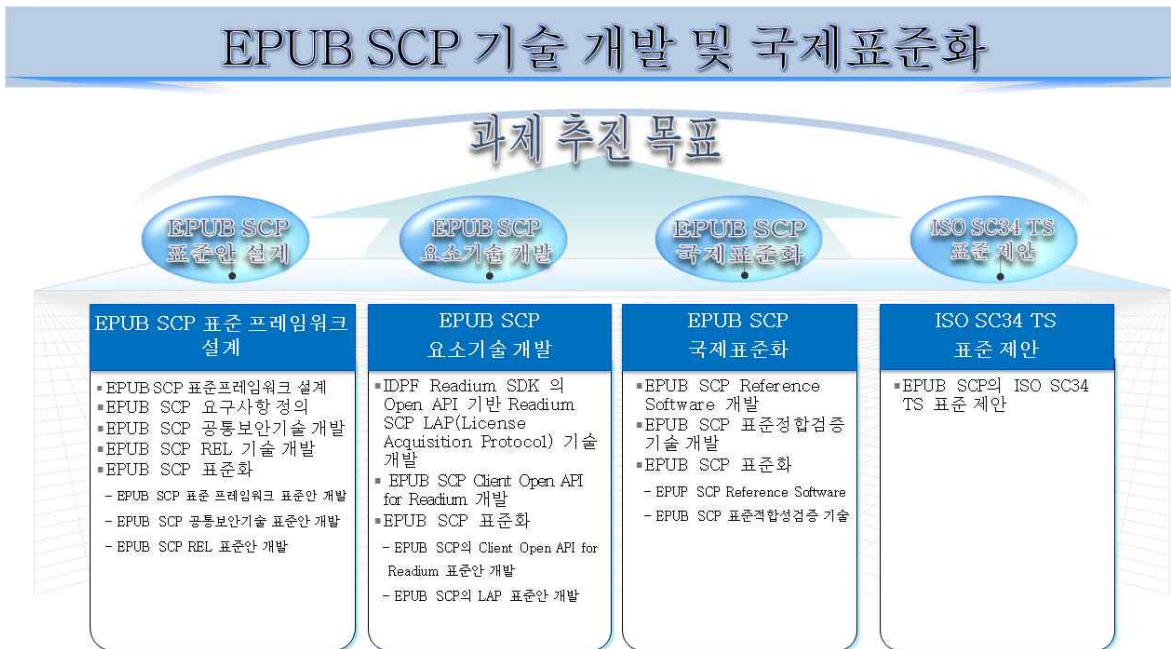 EPUB SCP 기술 개발 및 국제표준화
과제 추진 목표
EPUB SCP
표준안 설계
EPUB SCP
요소기술 개발
EPUB SCP
국제표준화
ISO SC34 TS
표준 제안
EPUB SCP 표준 프레임워크
설계
▪EPUB SCP 표준프레임워크 설계
▪EPUB SCP 요구사항 정의
▪EPUB SCP 공통보안기술 개발
▪EPUB SCP REL 기술 개발
▪EPUB SCP 표준화
- EPUB SCP 표준 프레임워크 표준안 개발
- EPUB SCP 공통보안기술 표준안 개발
- EPUB SCP REL 표준안 개발
EPUB SCP
요소기술 개발
▪IDPF Readium SDK 의
Open API 기반 Readium
SCP LAP(License
Acquisition Protocol) 기술
개발
▪ EPUB SCP Client Open API
for Readium 개발
▪EPUB SCP 표준화
- EPUB SCP의 Client Open API for
Readium 표준안 개발
- EPUB SCP의 LAP 표준안 개발
EPUB SCP
국제표준화
▪EPUB SCP Reference
Software 개발
▪EPUB SCP 표준정합검증
기술 개발
▪EPUB SCP 표준화
- EPUP SCP Reference Software
- EPUB SCP 표준적합성검증 기술
ISO SC34 TS
표준 제안
▪EPUB SCP의 ISO SC34
TS 표준 제안